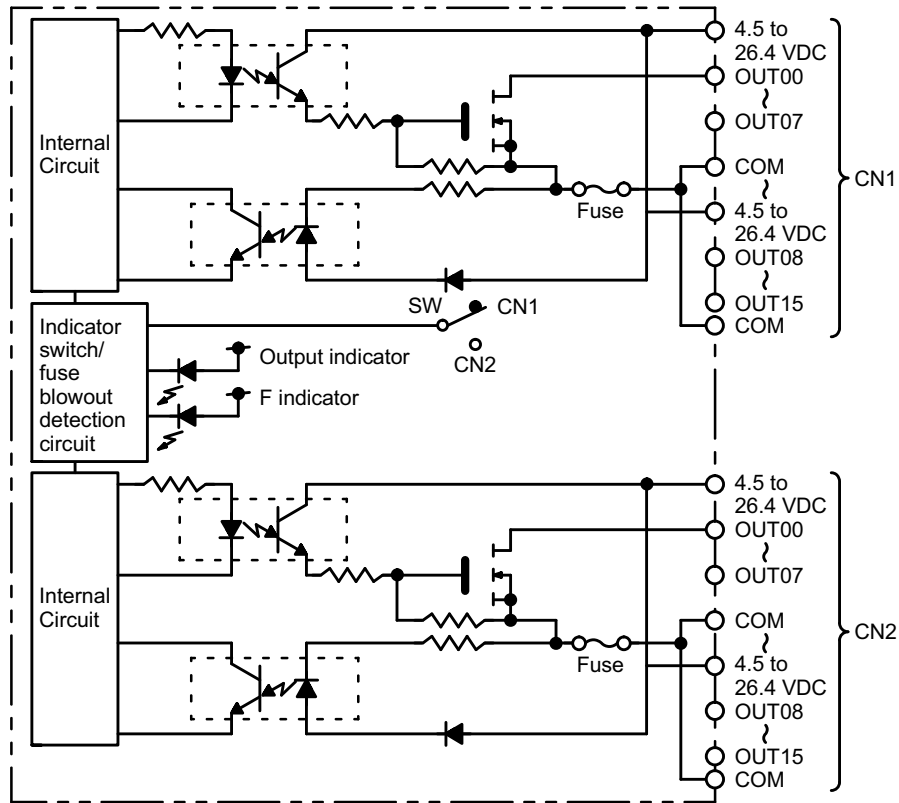 4.5 to
26.4 VDC
OUT00
~
OUT07
COM
~
4.5 to
26.4 VDC
OUT08
~
OUT15
COM
CN1
Internal
Circuit
Fuse
SW
CN1
CN2
Indicator
switch/
fuse
blowout
detection
circuit
Output indicator
F indicator
4.5 to
26.4 VDC
OUT00
~
OUT07
COM
~
4.5 to
26.4 VDC
OUT08
~
OUT15
COM
CN2
Internal
Circuit
Fuse